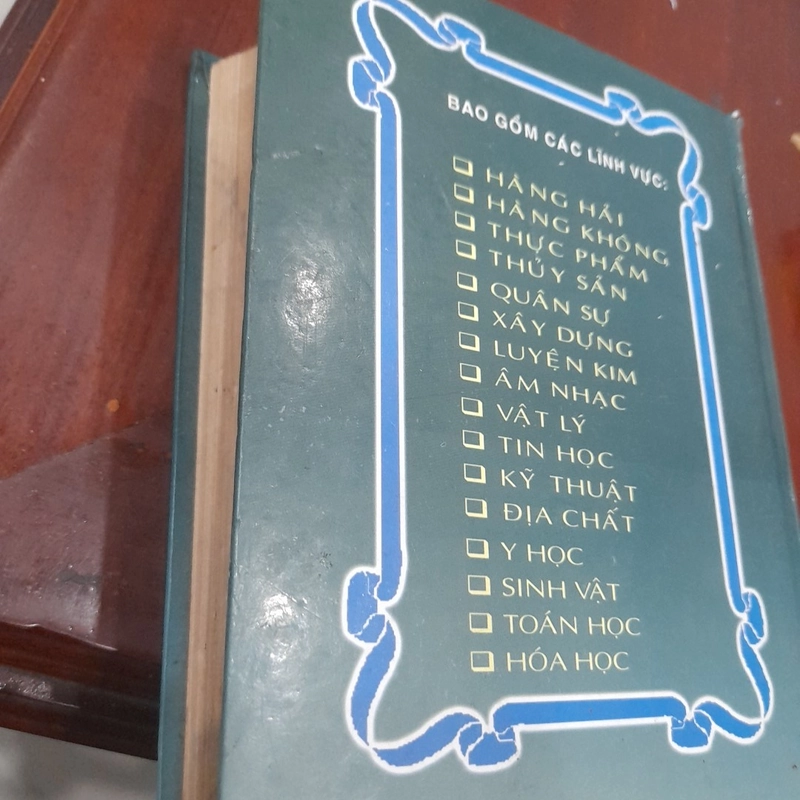 BAO GỒM CÁC LĨNH VỰC:
❑ HÀNG HẢI
❑ HÀNG KHÔNG
❑ THỰC PHẨM
❑ THỦY SẢN
❑ QUÂN SỰ
❑ XÂY DỰNG
❑ LUYỆN KIM
❑ ÂM NHẠC
❑ VẬT LÝ
❑ TIN HỌC
❑ KỸ THUẬT
❑ ĐỊA CHẤT
❑ Y HỌC
❑ SINH VẬT
❑ TOÁN HỌC
❑ HÓA HỌC